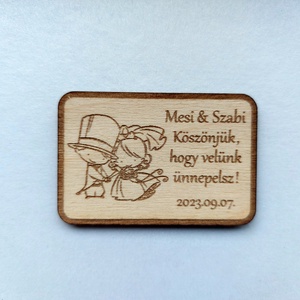 Mesi & Szabi
Köszönjük,
hogy velünk
ünnepelsz!
2023.09.07.